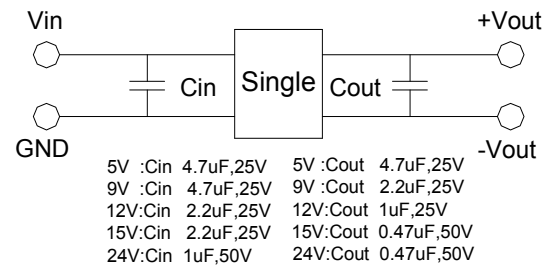 Vin +Vout
Cin Single Cout
GND -Vout
5V :Cin 4.7uF,25V 5V :Cout 4.7uF,25V
9V :Cin 4.7uF,25V 9V :Cout 2.2uF,25V
12V:Cin 2.2uF,25V 12V:Cout 1uF,25V
15V:Cin 2.2uF,25V 15V:Cout 0.47uF,50V
24V:Cin 1uF,50V 24V:Cout 0.47uF,50V